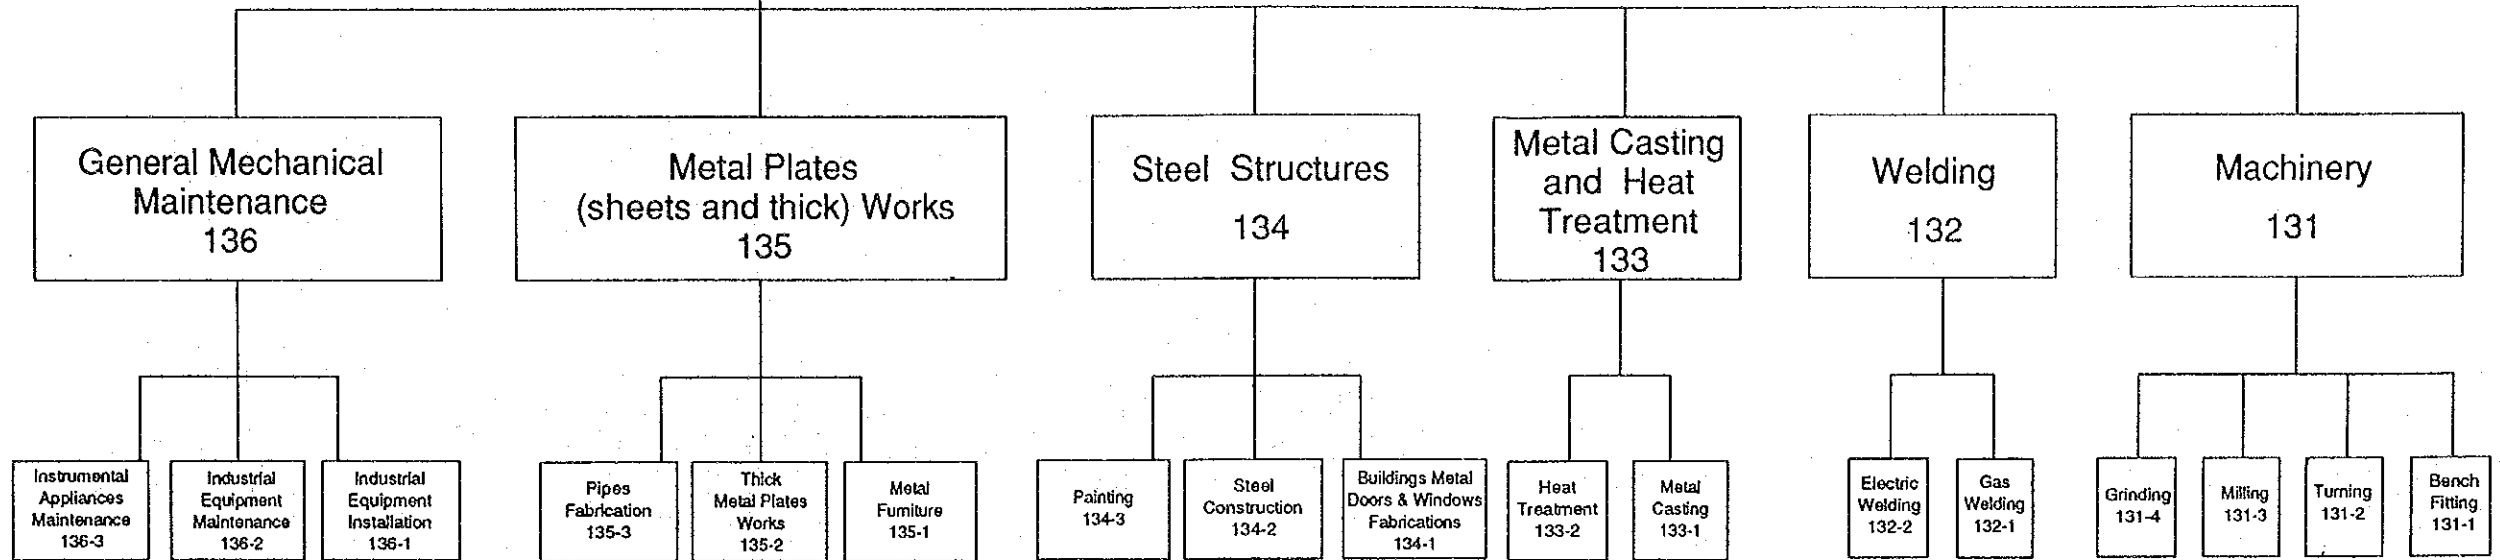 General Mechanical
Maintenance
136
Metal Plates
(sheets and thick) Works
135
Steel Structures
134
Metal Casting
and Heat
Treatment
133
Welding
132
Machinery
131
Instrumental
Appliances
Maintenance
136-3
Industrial
Equipment
Maintenance
136-2
Industrial
Equipment
Installation
136-1
Pipes
Fabrication
135-3
Thick
Metal Plates
Works
135-2
Metal
Furniture
135-1
Painting
134-3
Steel
Construction
134-2
Buildings Metal
Doors & Windows
Fabrications
134-1
Heat
Treatment
133-2
Metal
Casting
133-1
Electric
Welding
132-2
Gas
Welding
132-1
Grinding
131-4
Milling
131-3
Turning
131-2
Bench
Fitting
131-1